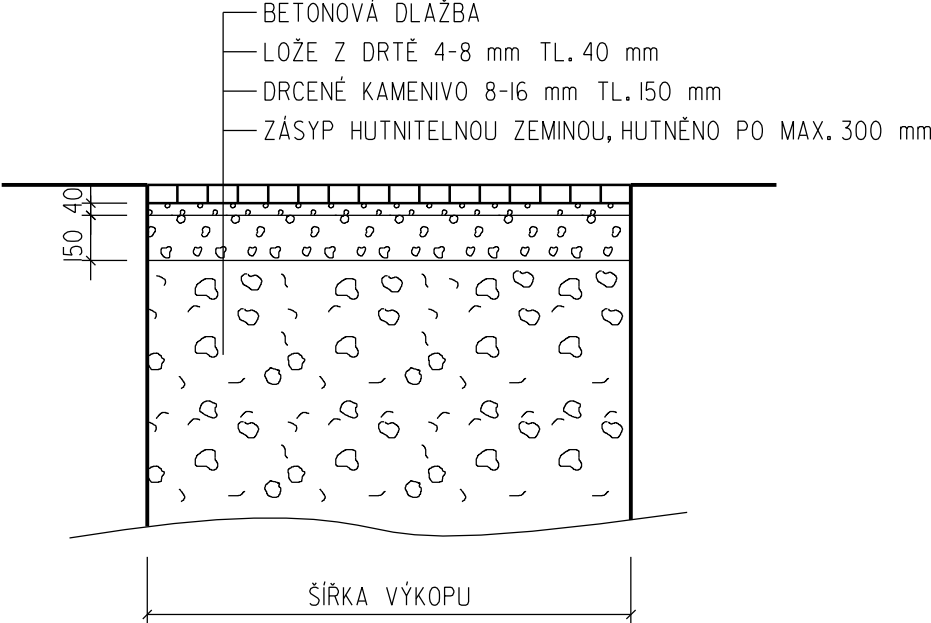 BETONOVÁ DLAŽBA
LOŽE Z DRTĚ 4-8 mm TL. 40 mm
DRCENÉ KAMENIVO 8-16 mm TL. 150 mm
ZÁSYP HUTNITELNOU ZEMINOU, HUTNĚNO PO MAX. 300 mm
40
150
ŠÍŘKA VÝKOPU